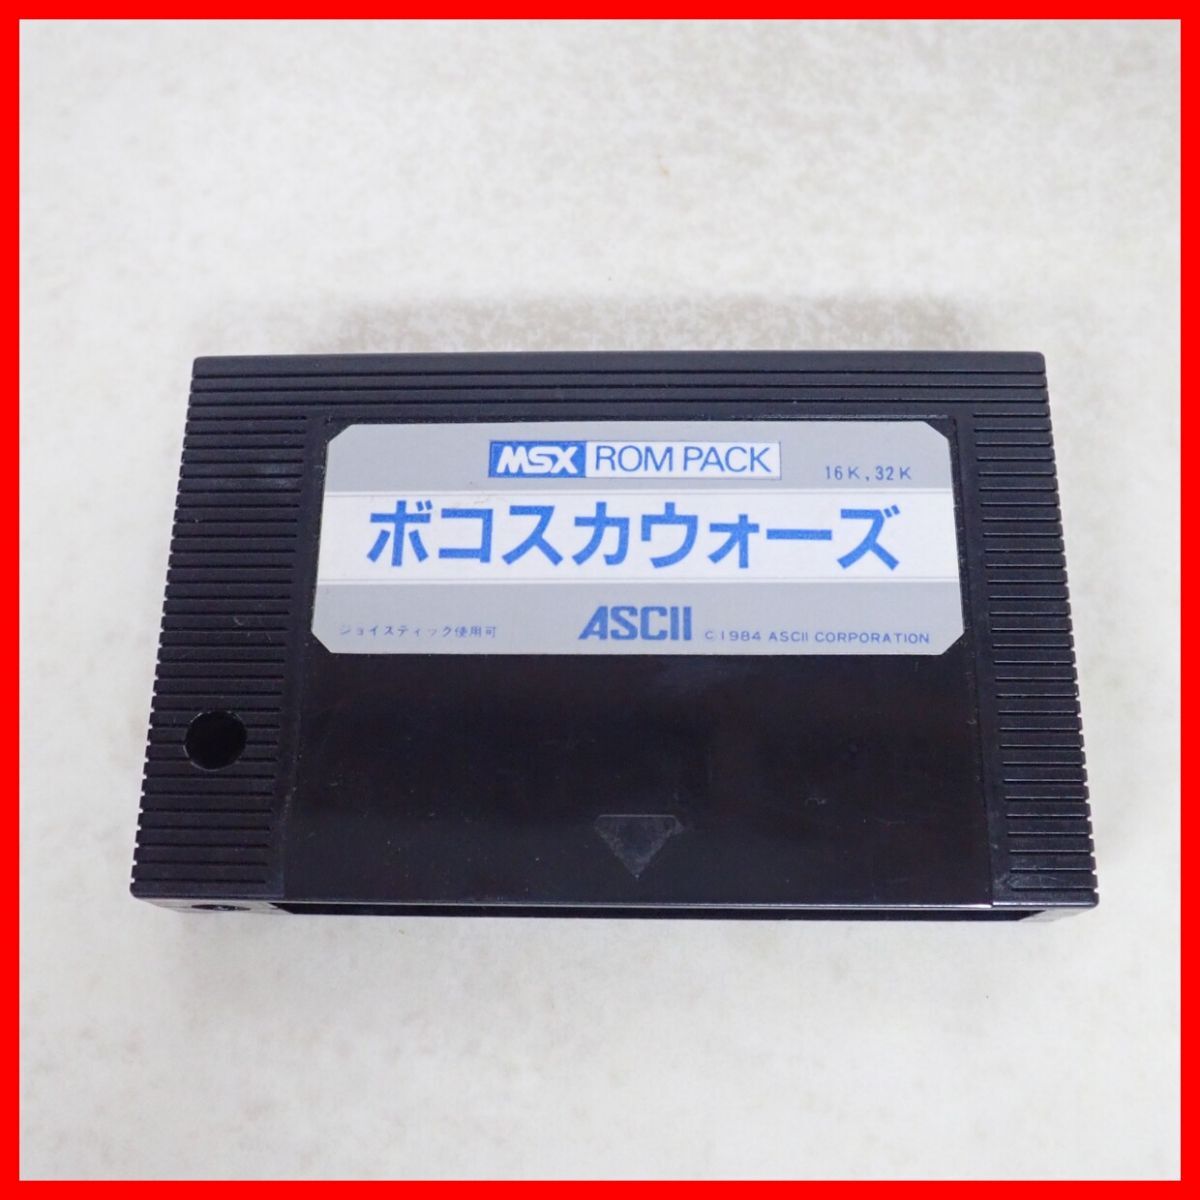 MSX ROM PACK
16K,32K
ボコスカウォーズ
ジョイスティック使用可
ASCII
C 1984 ASCII CORPORATION